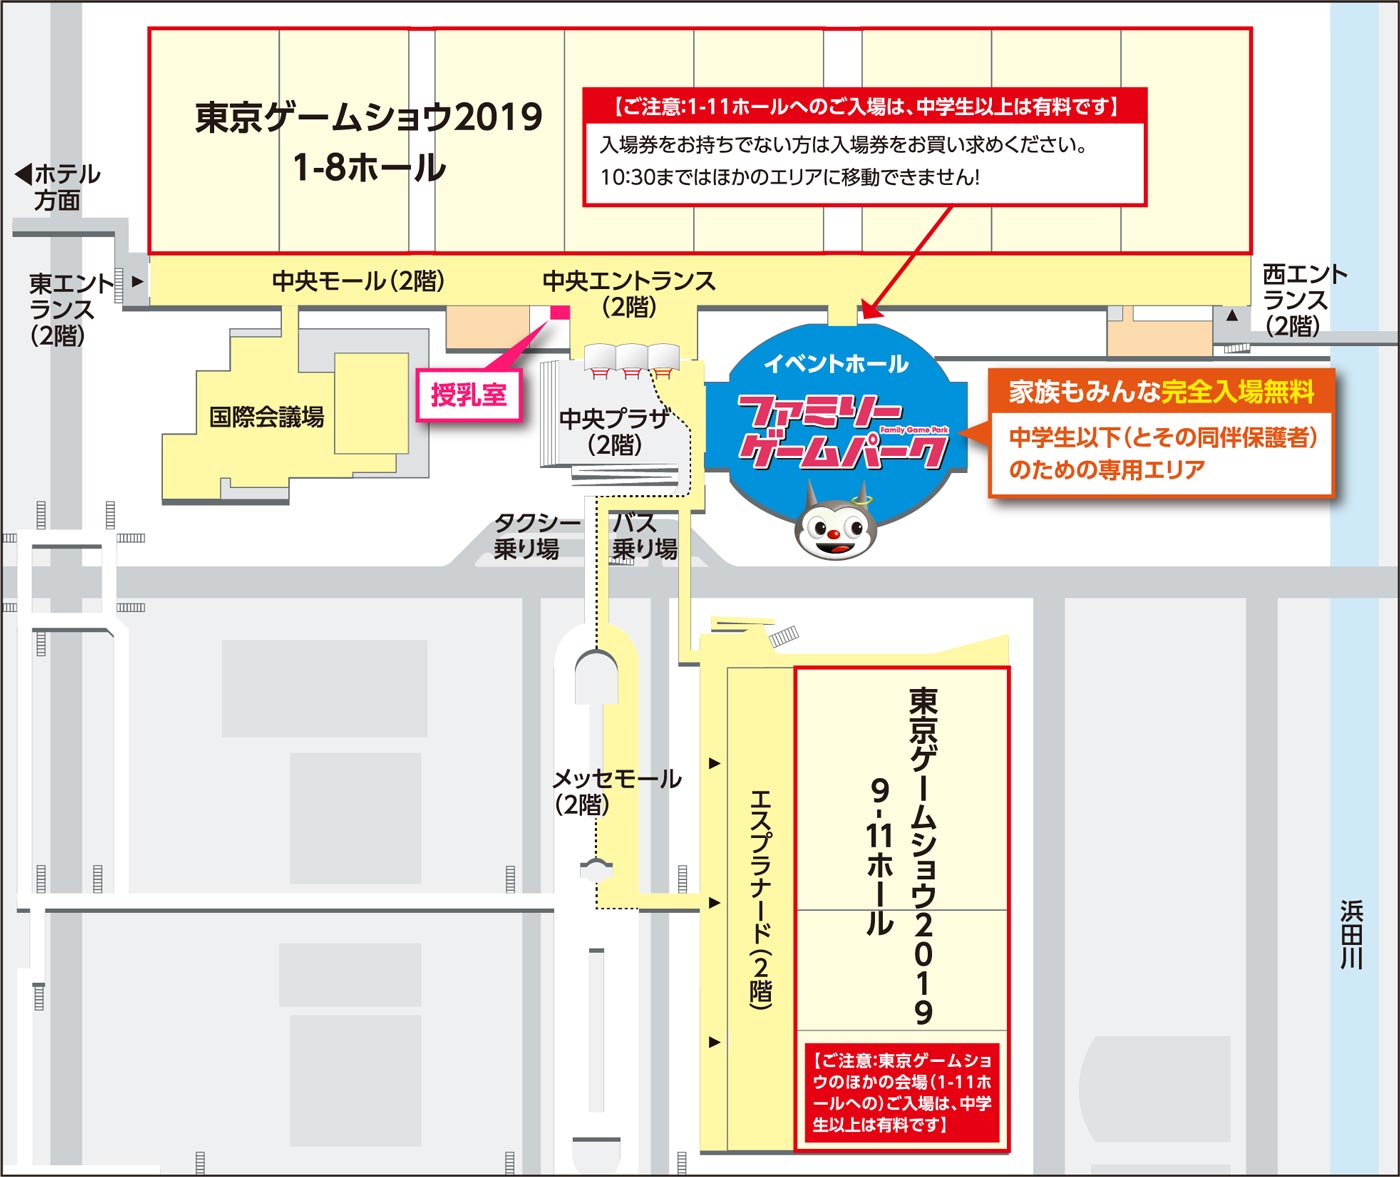 東京ゲームショウ2019
1-8ホール
【ご注意:1-11ホールへのご入場は、中学生以上は有料です】
入場券をお持ちでない方は入場券をお買い求めください。
10:30まではほかのエリアに移動できません!
◀ホテル
方面
東エント
ランス
(2階)
中央モール(2階)
中央エントランス
(2階)
西エント
ランス
(2階)
授乳室
国際会議場
中央プラザ
(2階)
イベントホール
ファミリー
Family Game Park
ゲームパーク
家族もみんな完全入場無料
中学生以下(とその同伴保護者)
のための専用エリア
タクシー
乗り場
バス
乗り場
メッセモール
(2階)
エスプラナード(2階)
東京ゲームショウ2019
9-11ホール
【ご注意:東京ゲームショ
ウのほかの会場(1-11ホ
ールへの)ご入場は、中学
生以上は有料です】
浜田川